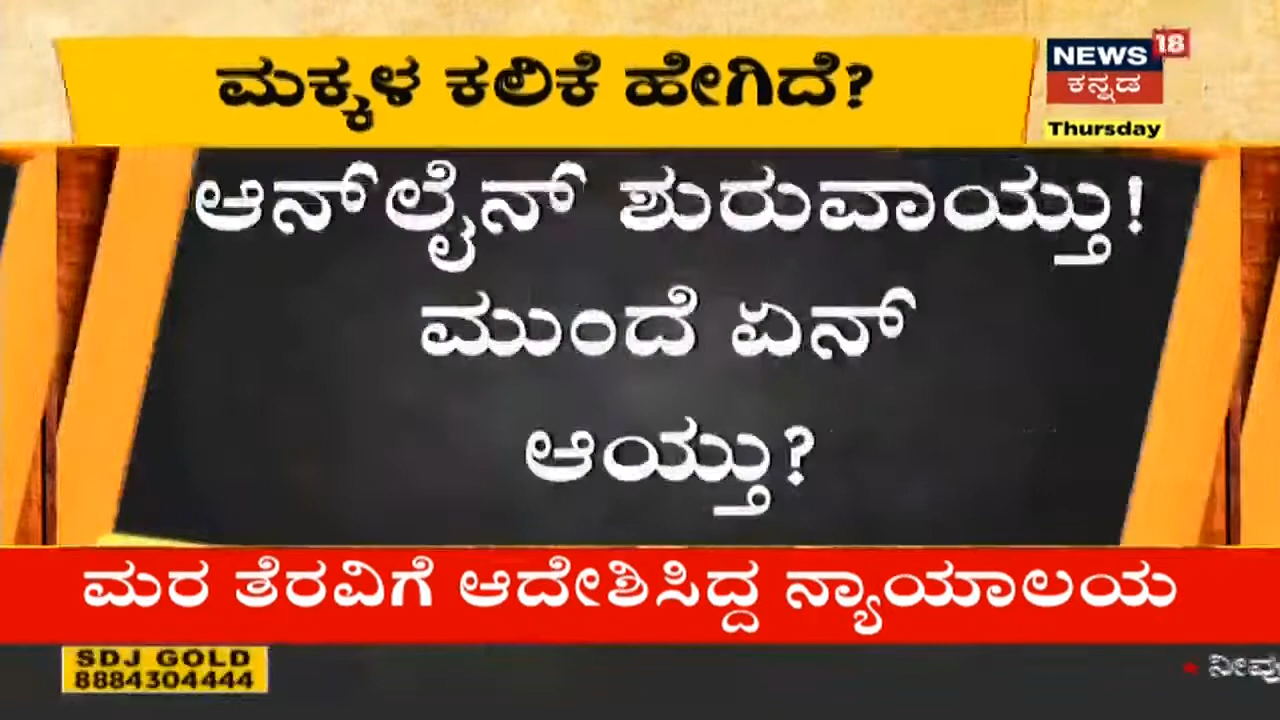 ಮಕ್ಕಳ ಕಲಿಕೆ ಹೇಗಿದೆ?
NEWS 18
ಕನ್ನಡ
Thursday
ಆನ್‌ಲೈನ್ ಶುರುವಾಯ್ತು!
ಮುಂದೆ ಏನ್
ಆಯ್ತು?
ಮರ ತೆರವಿಗೆ ಆದೇಶಿಸಿದ್ದ ನ್ಯಾಯಾಲಯ
SDJ GOLD
8884304444